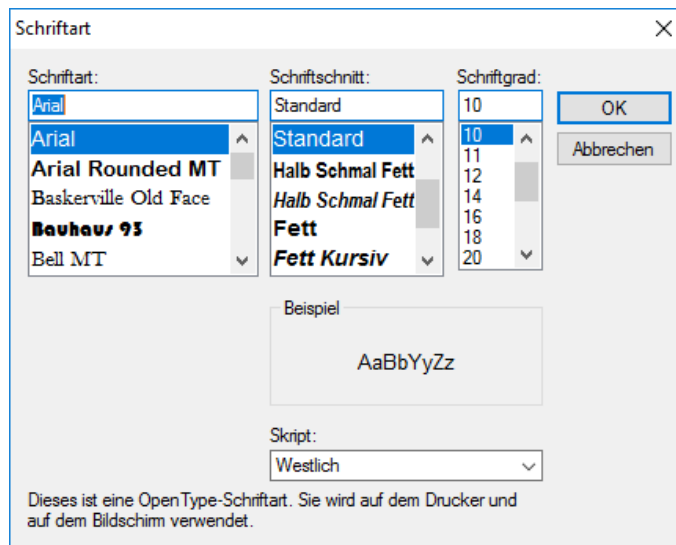 Schriftart
Schriftart:
Arial
Arial
Arial Rounded MT
Baskerville Old Face
Bauhaus 93
Bell MT
Schriftschnitt:
Standard
Standard
Halb Schmal Fett
Halb Schmal Fett
Fett
Fett Kursiv
Schriftgrad:
10
10
11
12
14
16
18
20
OK
Abbrechen
Beispiel
AaBbYyZz
Skript:
Westlich
Dieses ist eine OpenType-Schriftart. Sie wird auf dem Drucker und
auf dem Bildschirm verwendet.